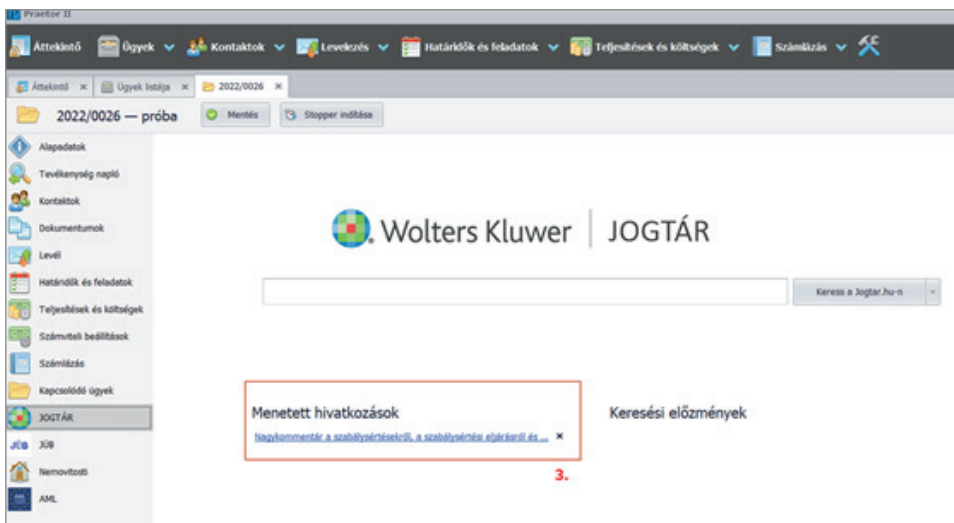 Praetor II
Áttekintő Ügyek Kontaktok Levelezés Határidők és feladatok Teljesítések és költségek Számlázás
Áttekintő × Ügyek listája × 2022/0026 ×
2022/0026 — próba Mentés Stopper indítása
Alapadatok
Tevékenység napló
Kontaktok
Dokumentumok
Levél
Határidők és feladatok
Teljesítések és költségek
Számviteli beállítások
Számlázás
Kapcsolódó ügyek
JOGTÁR
JÜB JÜB
Nemovitosti
AML
Wolters Kluwer JOGTÁR
Keress a Jogtar.hu-n
Menetett hivatkozások
Nagykommentár a szabálysértésekről, a szabálysértési eljárásról és ... ×
3.
Keresési előzmények